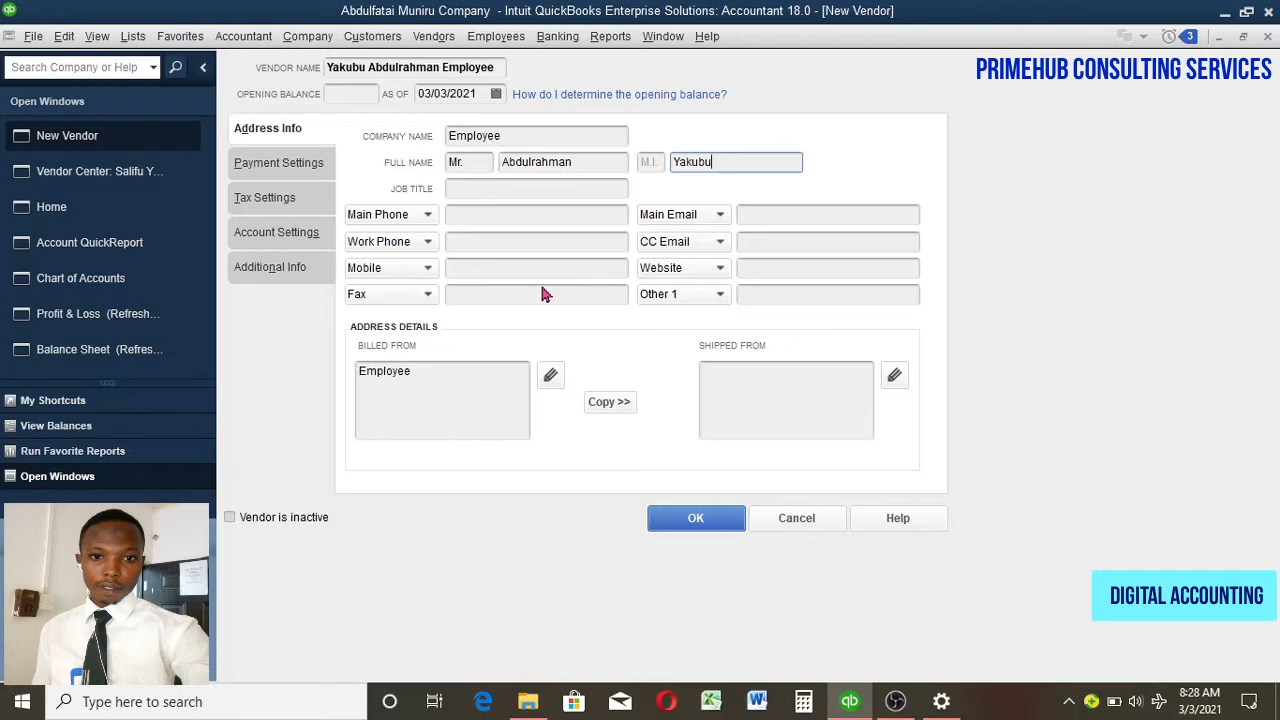 Abdulfatai Muniru Company - Intuit QuickBooks Enterprise Solutions: Accountant 18.0 - [New Vendor]
File Edit View Lists Favorites Accountant Company Customers Vendors Employees Banking Reports Window Help
3
Search Company or Help
Open Windows
New Vendor
Vendor Center: Salifu Y...
Home
Account QuickReport
Chart of Accounts
Profit & Loss (Refresh...
Balance Sheet (Refres...
My Shortcuts
View Balances
Run Favorite Reports
Open Windows
VENDOR NAME Yakubu Abdulrahman Employee
OPENING BALANCE AS OF 03/03/2021 How do I determine the opening balance?
PRIMEHUB CONSULTING SERVICES
Address Info
Payment Settings
Tax Settings
Account Settings
Additional Info
COMPANY NAME Employee
FULL NAME Mr. Abdulrahman M.I. Yakubu
JOB TITLE
Main Phone Main Email
Work Phone CC Email
Mobile Website
Fax Other 1
ADDRESS DETAILS
BILLED FROM SHIPPED FROM
Employee
Copy >>
Vendor is inactive
OK Cancel Help
DIGITAL ACCOUNTING
Type here to search
qb
8:28 AM
3/3/2021